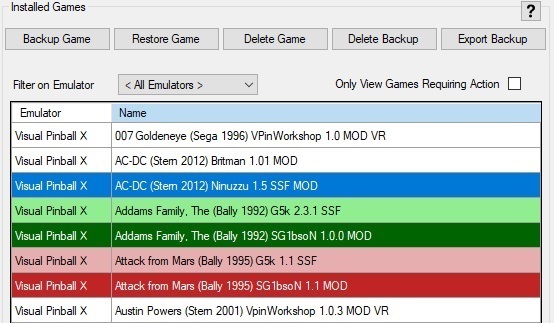 Installed Games
?
Backup Game Restore Game Delete Game Delete Backup Export Backup
Filter on Emulator < All Emulators > Only View Games Requiring Action
Emulator Name
Visual Pinball X 007 Goldeneye (Sega 1996) VPinWorkshop 1.0 MOD VR
Visual Pinball X AC-DC (Stern 2012) Britman 1.01 MOD
Visual Pinball X AC-DC (Stern 2012) Ninuzzu 1.5 SSF MOD
Visual Pinball X Addams Family, The (Bally 1992) G5k 2.3.1 SSF
Visual Pinball X Addams Family, The (Bally 1992) SG1bsoN 1.0.0 MOD
Visual Pinball X Attack from Mars (Bally 1995) G5k 1.1 SSF
Visual Pinball X Attack from Mars (Bally 1995) SG1bsoN 1.1 MOD
Visual Pinball X Austin Powers (Stern 2001) VpinWorkshop 1.0.3 MOD VR